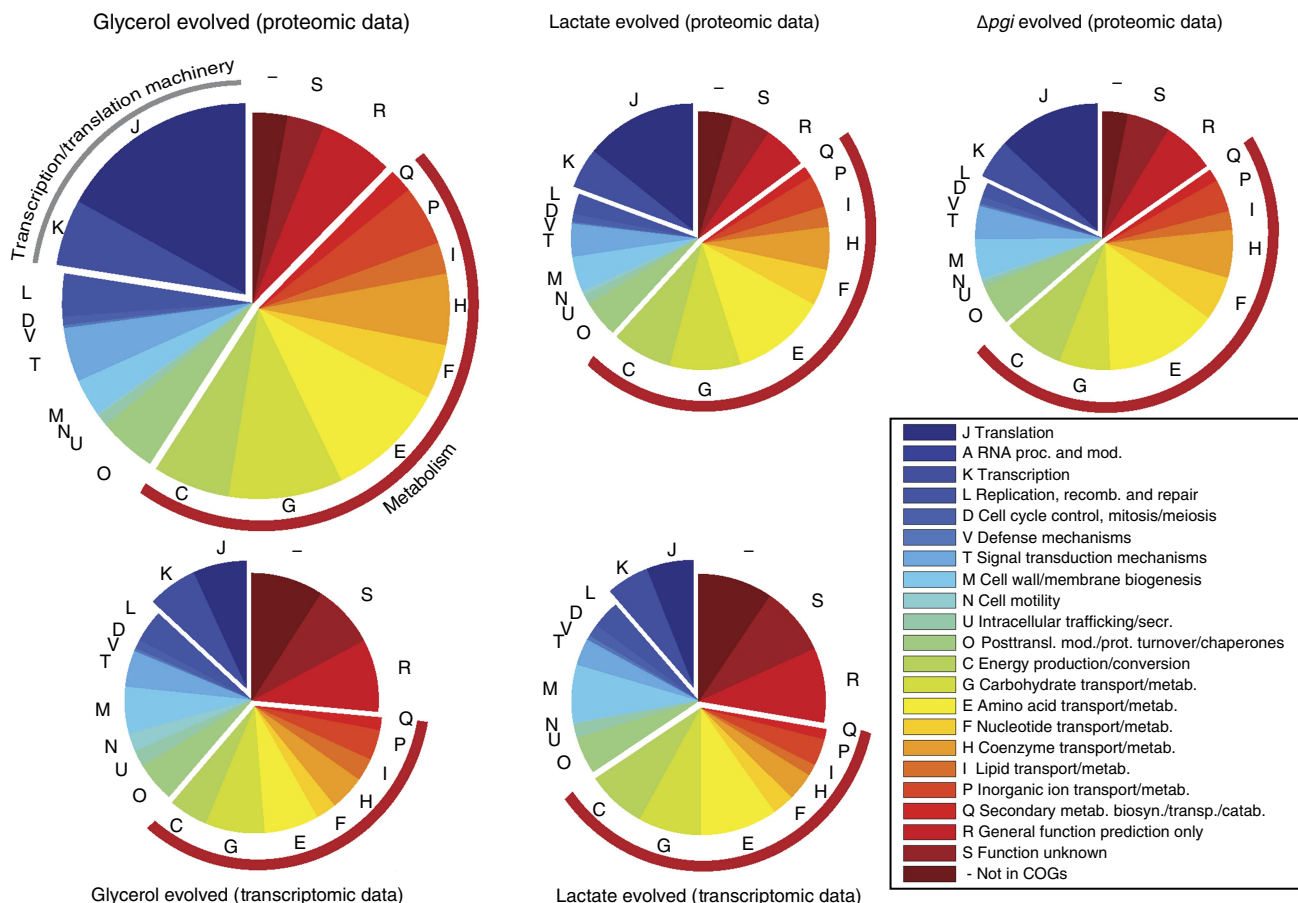 Glycerol evolved (proteomic data)
Lactate evolved (proteomic data)
Δpgi evolved (proteomic data)
Transcription/translation machinery
–
S
R
Q
P
I
H
F
E
Metabolism
G
C
O
U
N
M
T
V
D
L
K
J
–
S
R
Q
P
I
H
F
E
G
C
O
U
N
M
T
V
D
L
K
J
–
S
R
Q
P
I
H
F
E
G
C
O
U
N
M
T
V
D
L
K
J
J Translation
A RNA proc. and mod.
K Transcription
L Replication, recomb. and repair
D Cell cycle control, mitosis/meiosis
V Defense mechanisms
T Signal transduction mechanisms
M Cell wall/membrane biogenesis
N Cell motility
U Intracellular trafficking/secr.
O Posttransl. mod./prot. turnover/chaperones
C Energy production/conversion
G Carbohydrate transport/metab.
E Amino acid transport/metab.
F Nucleotide transport/metab.
H Coenzyme transport/metab.
I Lipid transport/metab.
P Inorganic ion transport/metab.
Q Secondary metab. biosyn./transp./catab.
R General function prediction only
S Function unknown
- Not in COGs
–
S
R
Q
P
I
H
F
E
G
C
O
U
N
M
T
V
D
L
K
J
–
S
R
Q
P
I
H
F
E
G
C
O
U
N
M
T
V
D
L
K
J
Glycerol evolved (transcriptomic data)
Lactate evolved (transcriptomic data)